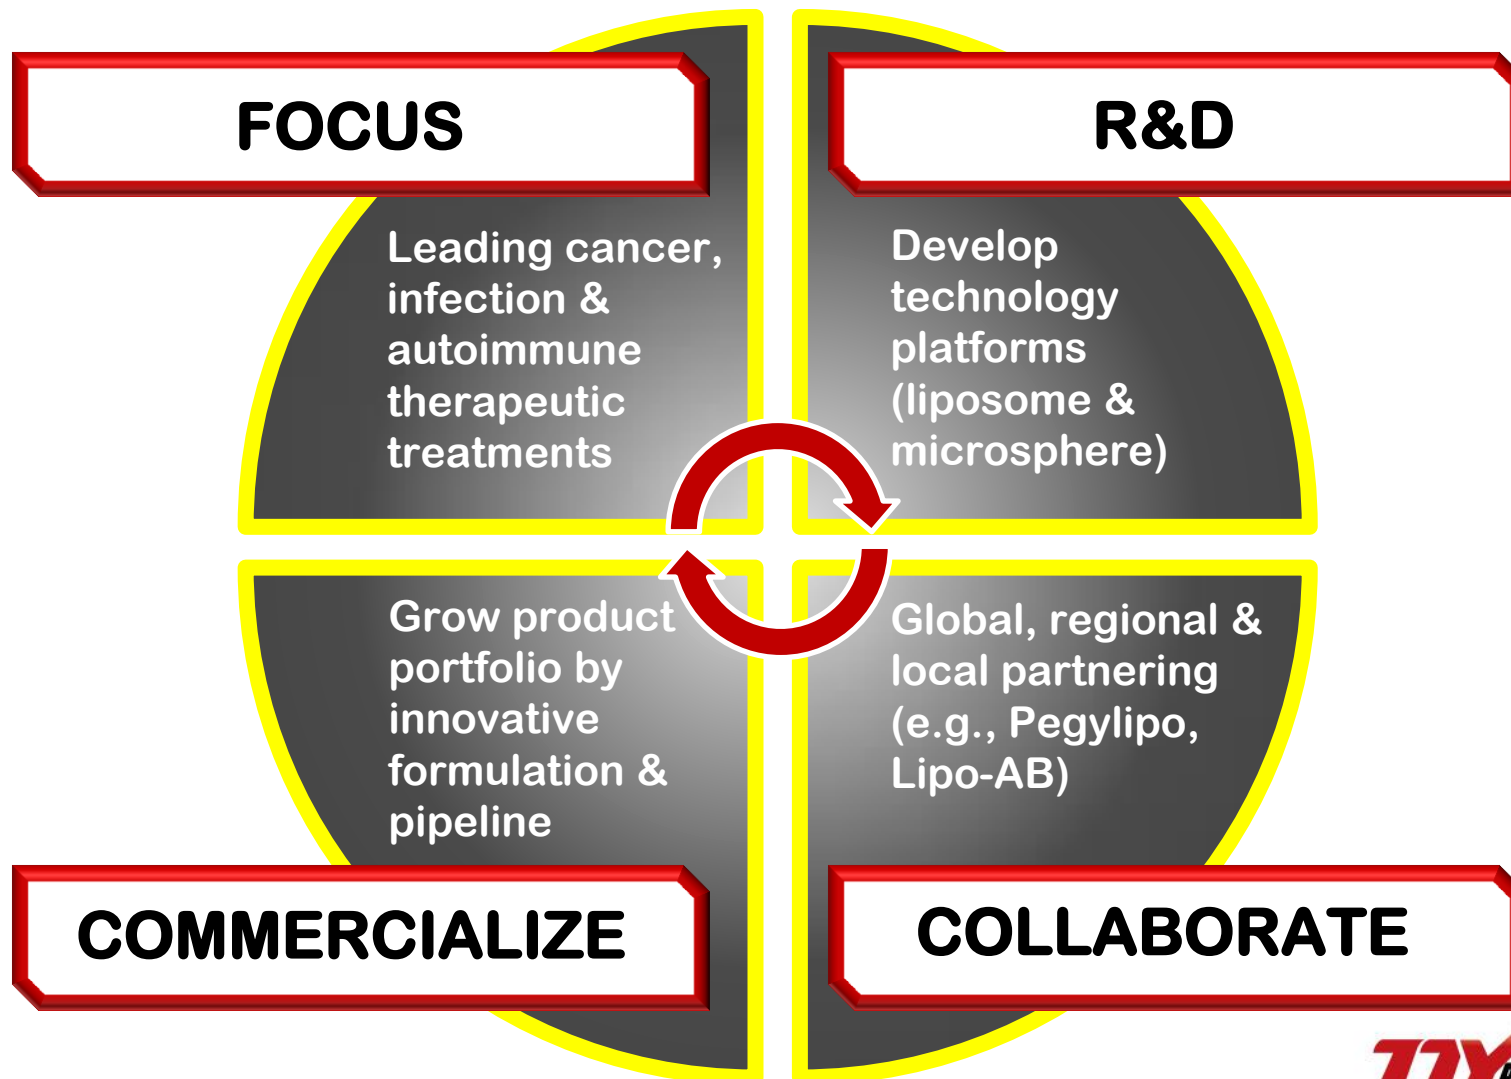 FOCUS
Leading cancer,
infection &
autoimmune
therapeutic
treatments
R&D
Develop
technology
platforms
(liposome &
microsphere)
Grow product
portfolio by
innovative
formulation &
pipeline
COMMERCIALIZE
Global, regional &
local partnering
(e.g., Pegylipo,
Lipo-AB)
COLLABORATE
TTY